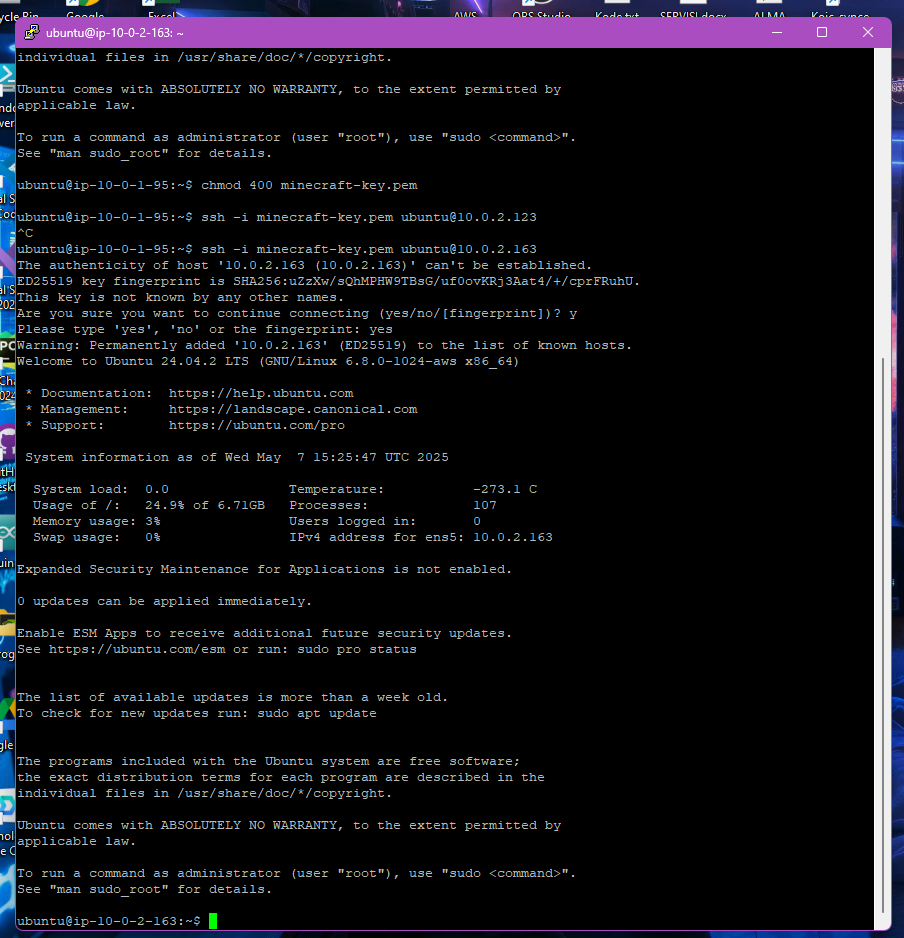 cycle Bin
Google
Excel
AWS
OBS Studio
Kode.txt
SERVISI.docx
ALMA
ubuntu@ip-10-0-2-163: ~
individual files in /usr/share/doc/*/copyright.
Ubuntu comes with ABSOLUTELY NO WARRANTY, to the extent permitted by
applicable law.
To run a command as administrator (user "root"), use "sudo <command>".
See "man sudo_root" for details.
ubuntu@ip-10-0-1-95:~$ chmod 400 minecraft-key.pem
ubuntu@ip-10-0-1-95:~$ ssh -i minecraft-key.pem ubuntu@10.0.2.123
^C
ubuntu@ip-10-0-1-95:~$ ssh -i minecraft-key.pem ubuntu@10.0.2.163
The authenticity of host '10.0.2.163 (10.0.2.163)' can't be established.
ED25519 key fingerprint is SHA256:uZzXw/sQhMPHW9TBsG/uf0ovKRj3Aat4/+/cprFRuhU.
This key is not known by any other names.
Are you sure you want to continue connecting (yes/no/[fingerprint])? y
Please type 'yes', 'no' or the fingerprint: yes
Warning: Permanently added '10.0.2.163' (ED25519) to the list of known hosts.
Welcome to Ubuntu 24.04.2 LTS (GNU/Linux 6.8.0-1024-aws x86_64)
* Documentation:  https://help.ubuntu.com
* Management:     https://landscape.canonical.com
* Support:        https://ubuntu.com/pro
System information as of Wed May  7 15:25:47 UTC 2025
System load:  0.0               Temperature:           -273.1 C
Usage of /:   24.9% of 6.71GB   Processes:             107
Memory usage: 3%                Users logged in:       0
Swap usage:   0%                IPv4 address for ens5: 10.0.2.163
Expanded Security Maintenance for Applications is not enabled.
0 updates can be applied immediately.
Enable ESM Apps to receive additional future security updates.
See https://ubuntu.com/esm or run: sudo pro status
The list of available updates is more than a week old.
To check for new updates run: sudo apt update
The programs included with the Ubuntu system are free software;
the exact distribution terms for each program are described in the
individual files in /usr/share/doc/*/copyright.
Ubuntu comes with ABSOLUTELY NO WARRANTY, to the extent permitted by
applicable law.
To run a command as administrator (user "root"), use "sudo <command>".
See "man sudo_root" for details.
ubuntu@ip-10-0-2-163:~$